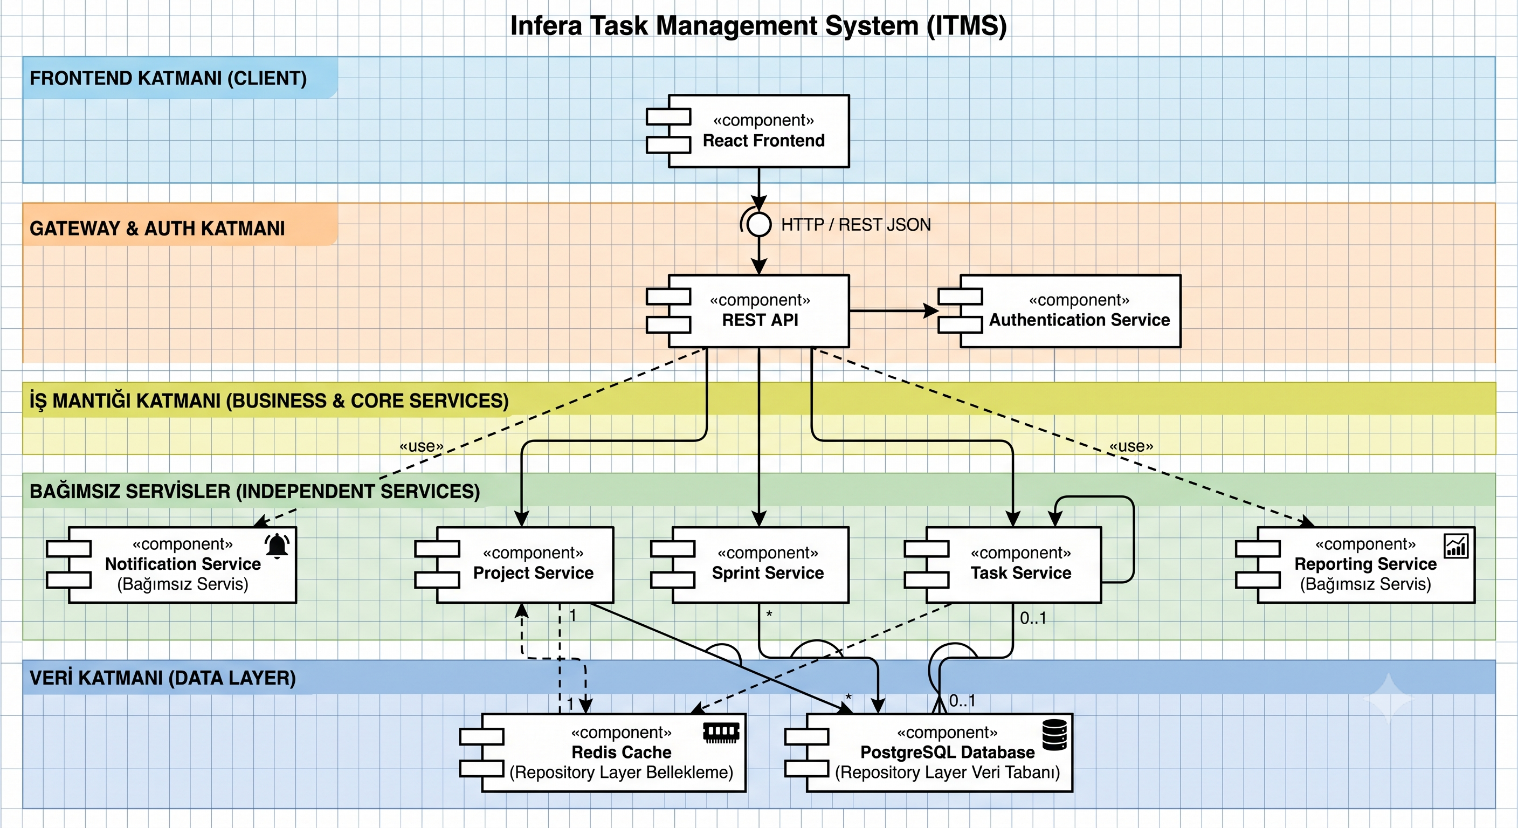 Infera Task Management System (ITMS)
FRONTEND KATMANI (CLIENT)
«component»
React Frontend
GATEWAY & AUTH KATMANI
HTTP / REST JSON
«component»
REST API
«component»
Authentication Service
İŞ MANTIĞI KATMANI (BUSINESS & CORE SERVICES)
«use»
«use»
BAĞIMSIZ SERVİSLER (INDEPENDENT SERVICES)
«component»
Notification Service
(Bağımsız Servis)
«component»
Project Service
«component»
Sprint Service
«component»
Task Service
«component»
Reporting Service
(Bağımsız Servis)
1
*
0..1
VERİ KATMANI (DATA LAYER)
1
*
0..1
«component»
Redis Cache
(Repository Layer Bellekleme)
«component»
PostgreSQL Database
(Repository Layer Veri Tabanı)